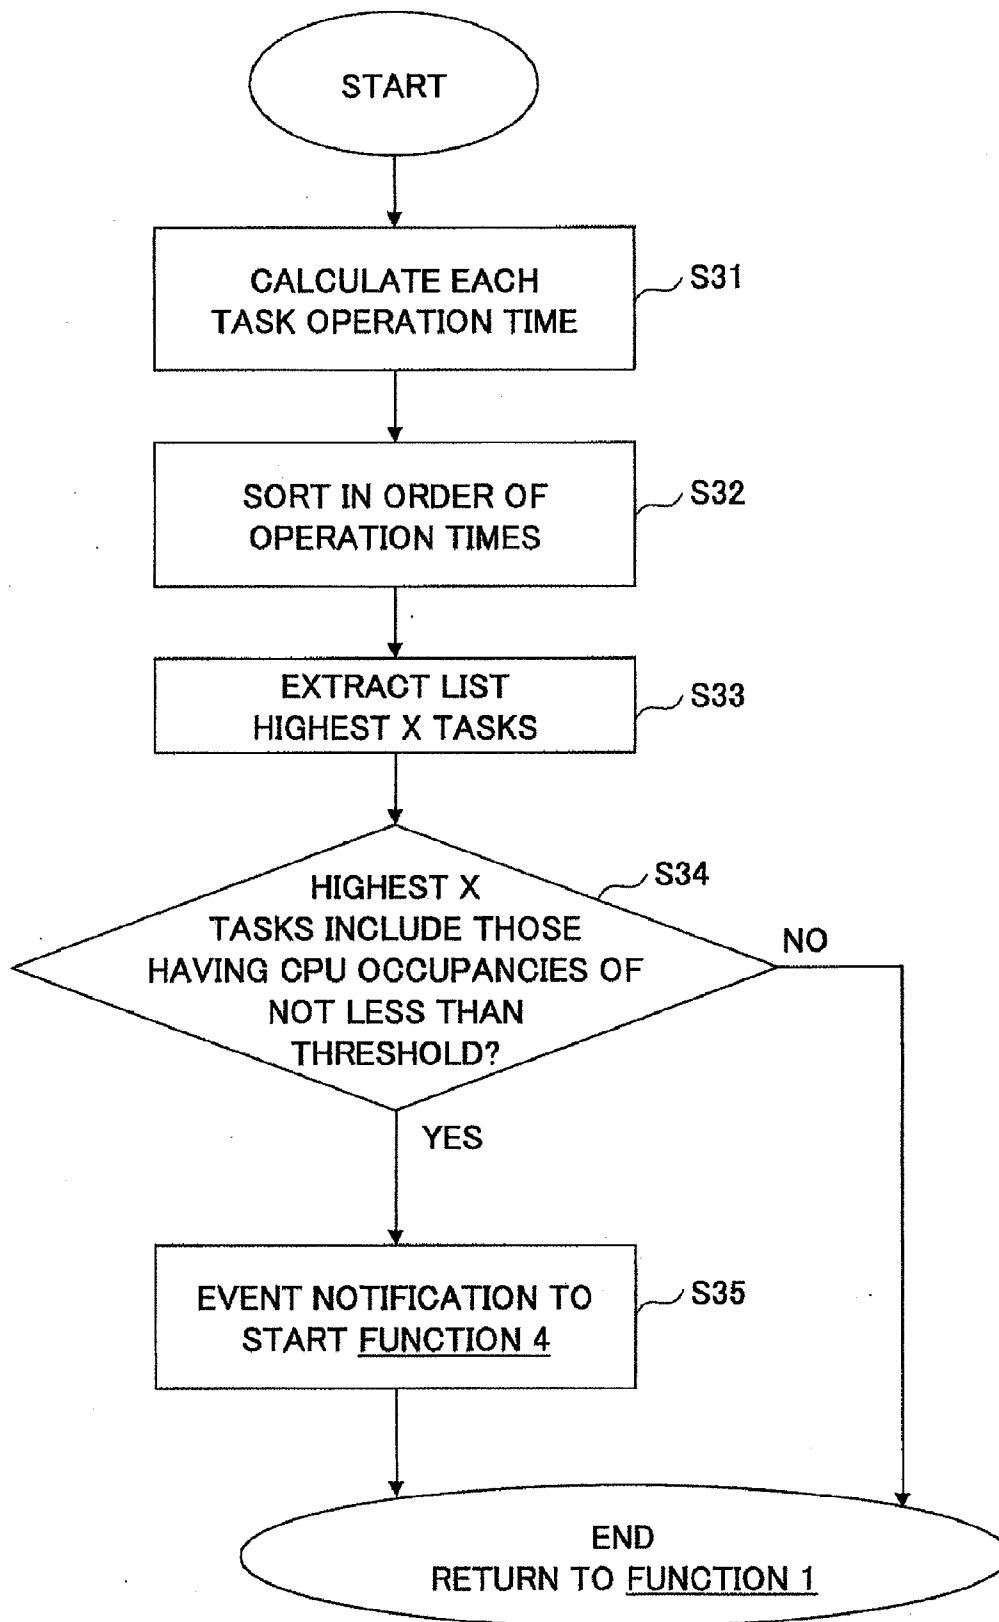 START
CALCULATE EACH
TASK OPERATION TIME
S31
SORT IN ORDER OF
OPERATION TIMES
S32
EXTRACT LIST
HIGHEST X TASKS
S33
HIGHEST X
TASKS INCLUDE THOSE
HAVING CPU OCCUPANCIES OF
NOT LESS THAN
THRESHOLD?
S34
NO
YES
EVENT NOTIFICATION TO
START FUNCTION 4
S35
END
RETURN TO FUNCTION 1